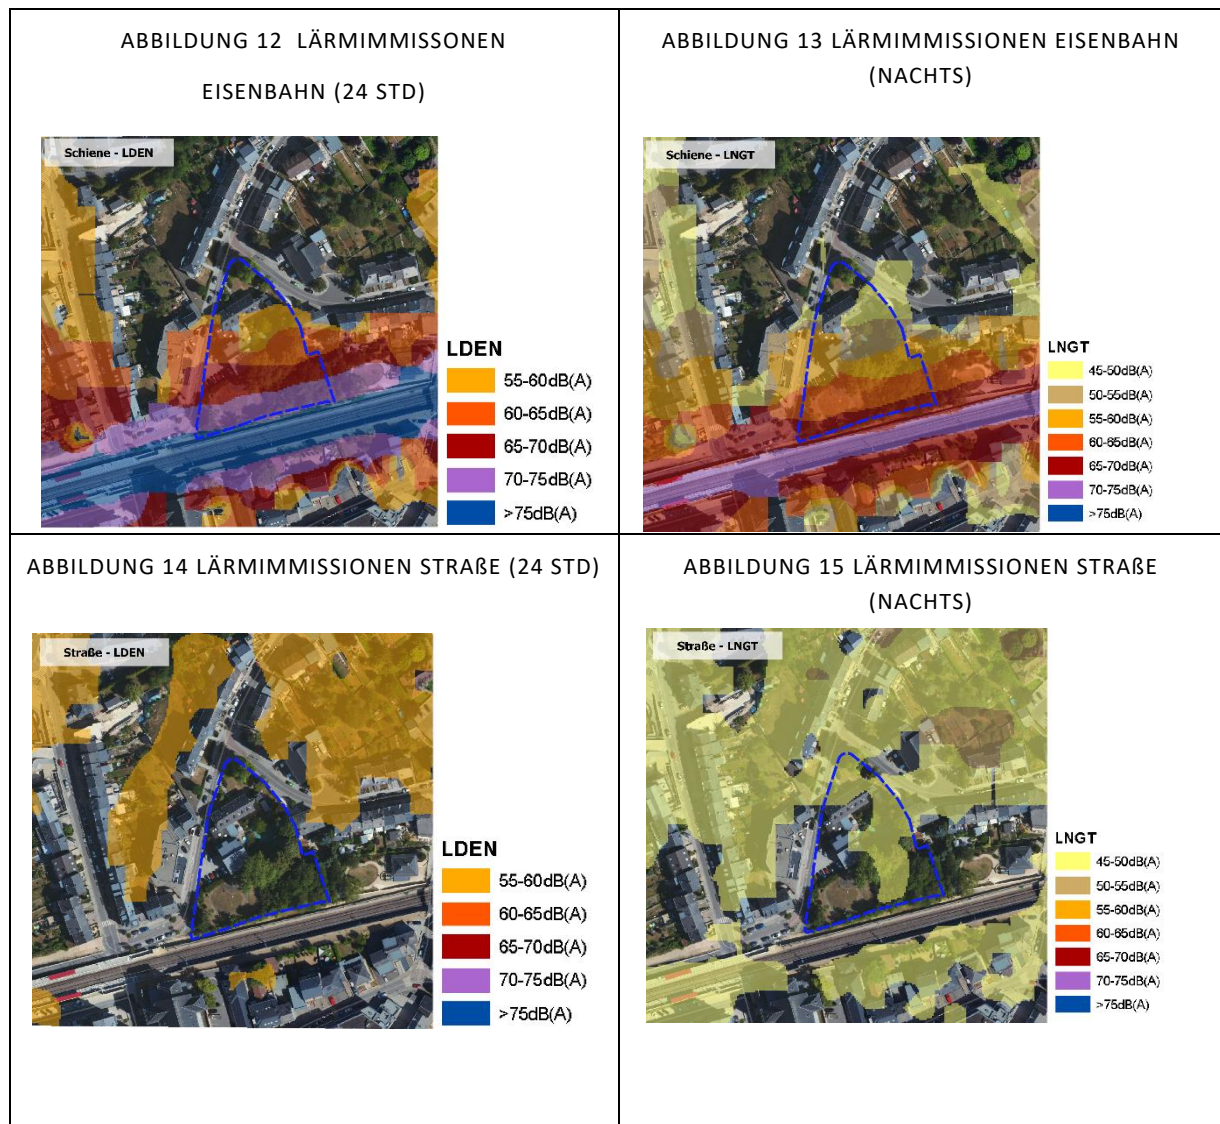 ABBILDUNG 12 LÄRMIMMISSONEN
EISENBAHN (24 STD)
Schiene - LDEN
LDEN
55-60dB(A)
60-65dB(A)
65-70dB(A)
70-75dB(A)
>75dB(A)
ABBILDUNG 13 LÄRMIMMISSIONEN EISENBAHN
(NACHTS)
Schiene - LNGT
LNGT
45-50dB(A)
50-55dB(A)
55-60dB(A)
60-65dB(A)
65-70dB(A)
70-75dB(A)
>75dB(A)
ABBILDUNG 14 LÄRMIMMISSIONEN STRAßE (24 STD)
Straße - LDEN
LDEN
55-60dB(A)
60-65dB(A)
65-70dB(A)
70-75dB(A)
>75dB(A)
ABBILDUNG 15 LÄRMIMMISSIONEN STRAßE
(NACHTS)
Straße - LNGT
LNGT
45-50dB(A)
50-55dB(A)
55-60dB(A)
60-65dB(A)
65-70dB(A)
70-75dB(A)
>75dB(A)